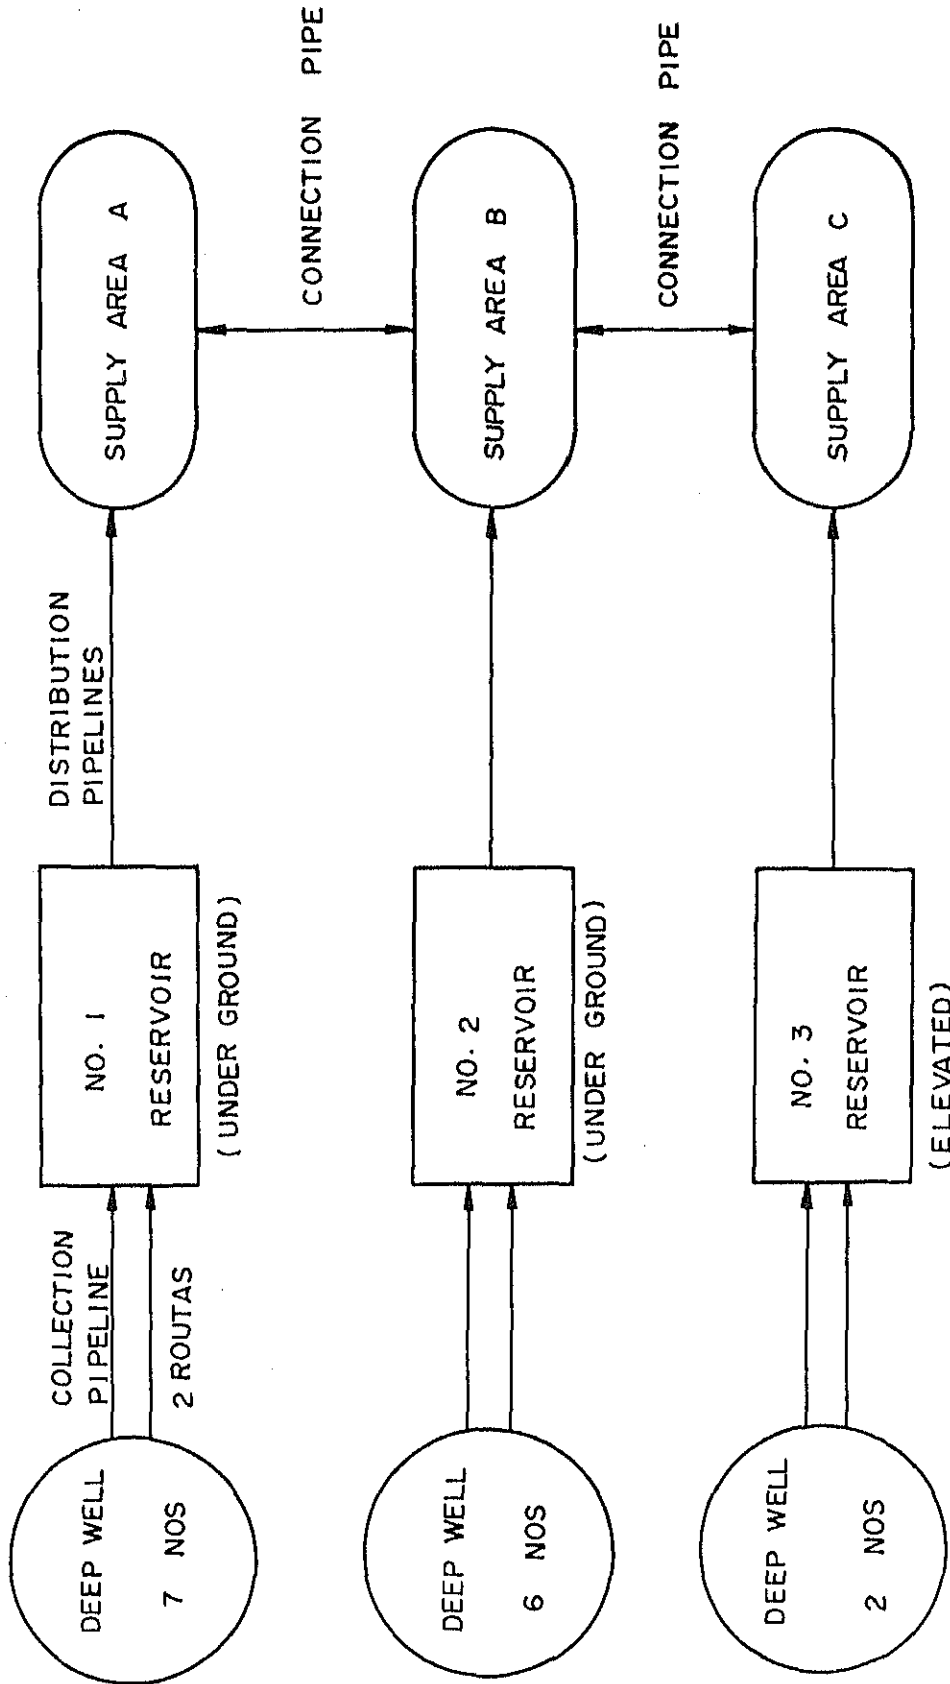 DEEP WELL
7 NOS
COLLECTION
PIPELINE
2 ROUTAS
NO. 1
RESERVOIR
(UNDER GROUND)
DISTRIBUTION
PIPELINES
SUPPLY AREA A
CONNECTION PIPE
DEEP WELL
6 NOS
NO. 2
RESERVOIR
(UNDER GROUND)
SUPPLY AREA B
CONNECTION PIPE
DEEP WELL
2 NOS
NO. 3
RESERVOIR
(ELEVATED)
SUPPLY AREA C